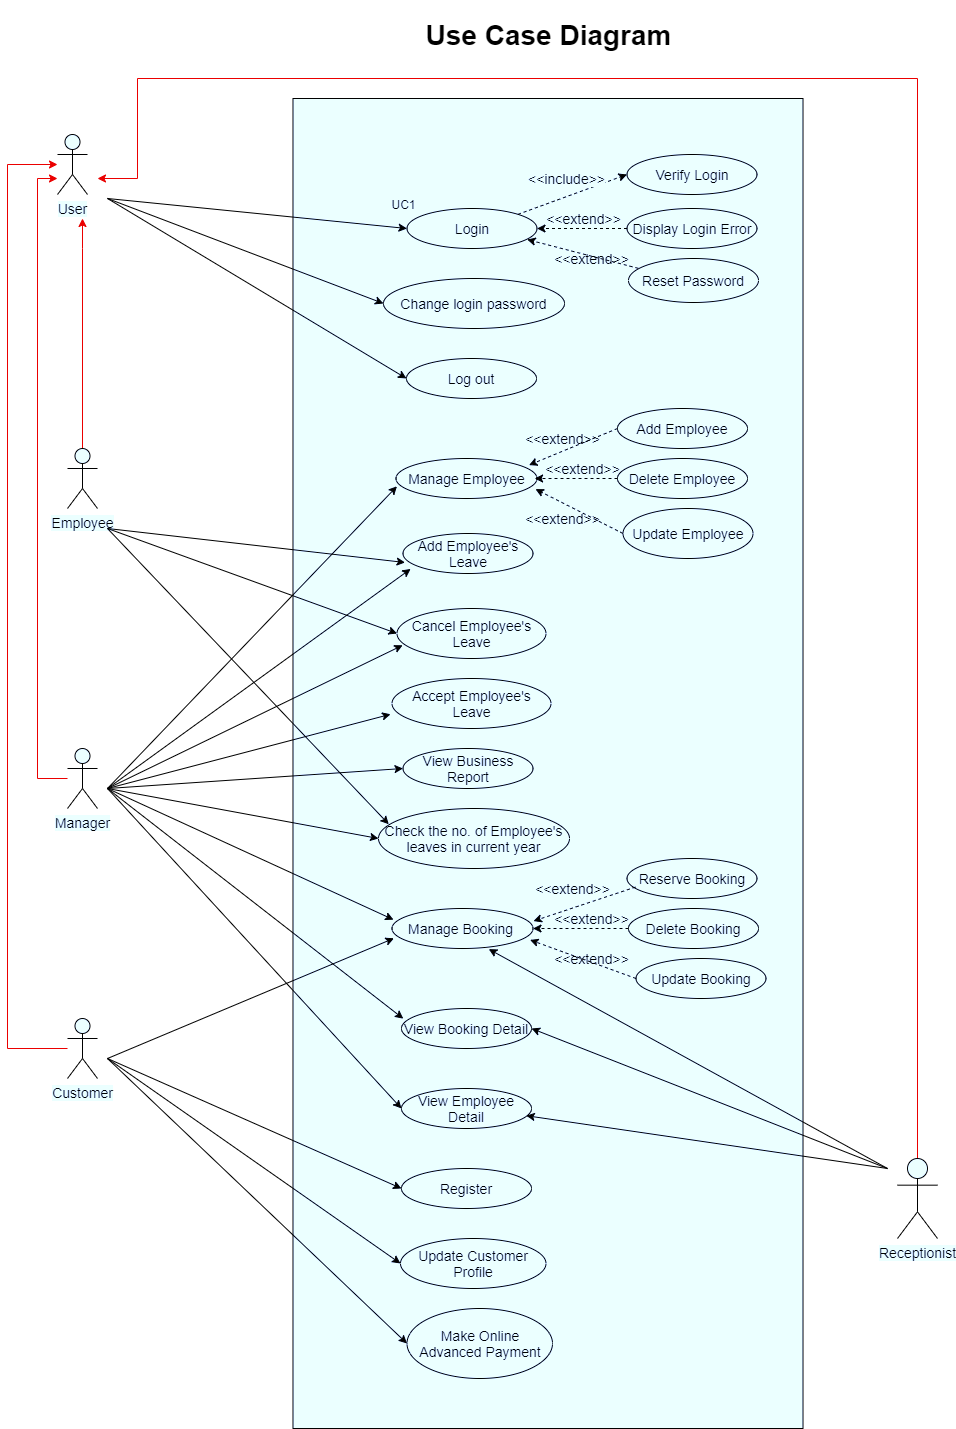 Use Case Diagram
User
UC1
Login
<<include>>
Verify Login
<<extend>>
Display Login Error
<<extend>>
Reset Password
Change login password
Log out
Employee
Manage Employee
<<extend>>
Add Employee
<<extend>>
Delete Employee
<<extend>>
Update Employee
Add Employee's
Leave
Cancel Employee's
Leave
Accept Employee's
Leave
Manager
View Business
Report
Check the no. of Employee's
leaves in current year
Manage Booking
<<extend>>
Reserve Booking
<<extend>>
Delete Booking
<<extend>>
Update Booking
View Booking Detail
Customer
View Employee
Detail
Register
Receptionist
Update Customer
Profile
Make Online
Advanced Payment